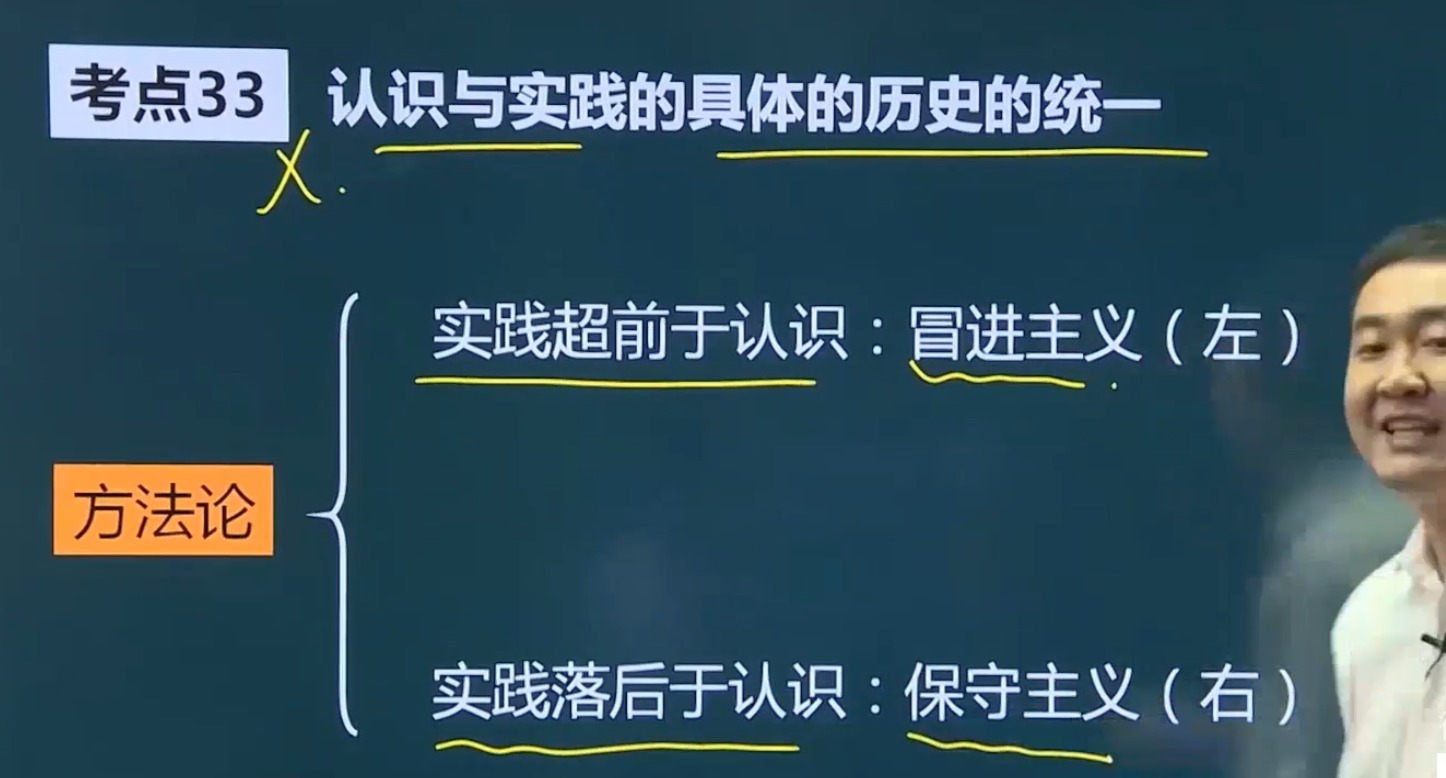 考点33 认识与实践的具体的历史的统一
X.
实践超前于认识：冒进主义（左）
方法论
实践落后于认识：保守主义（右）